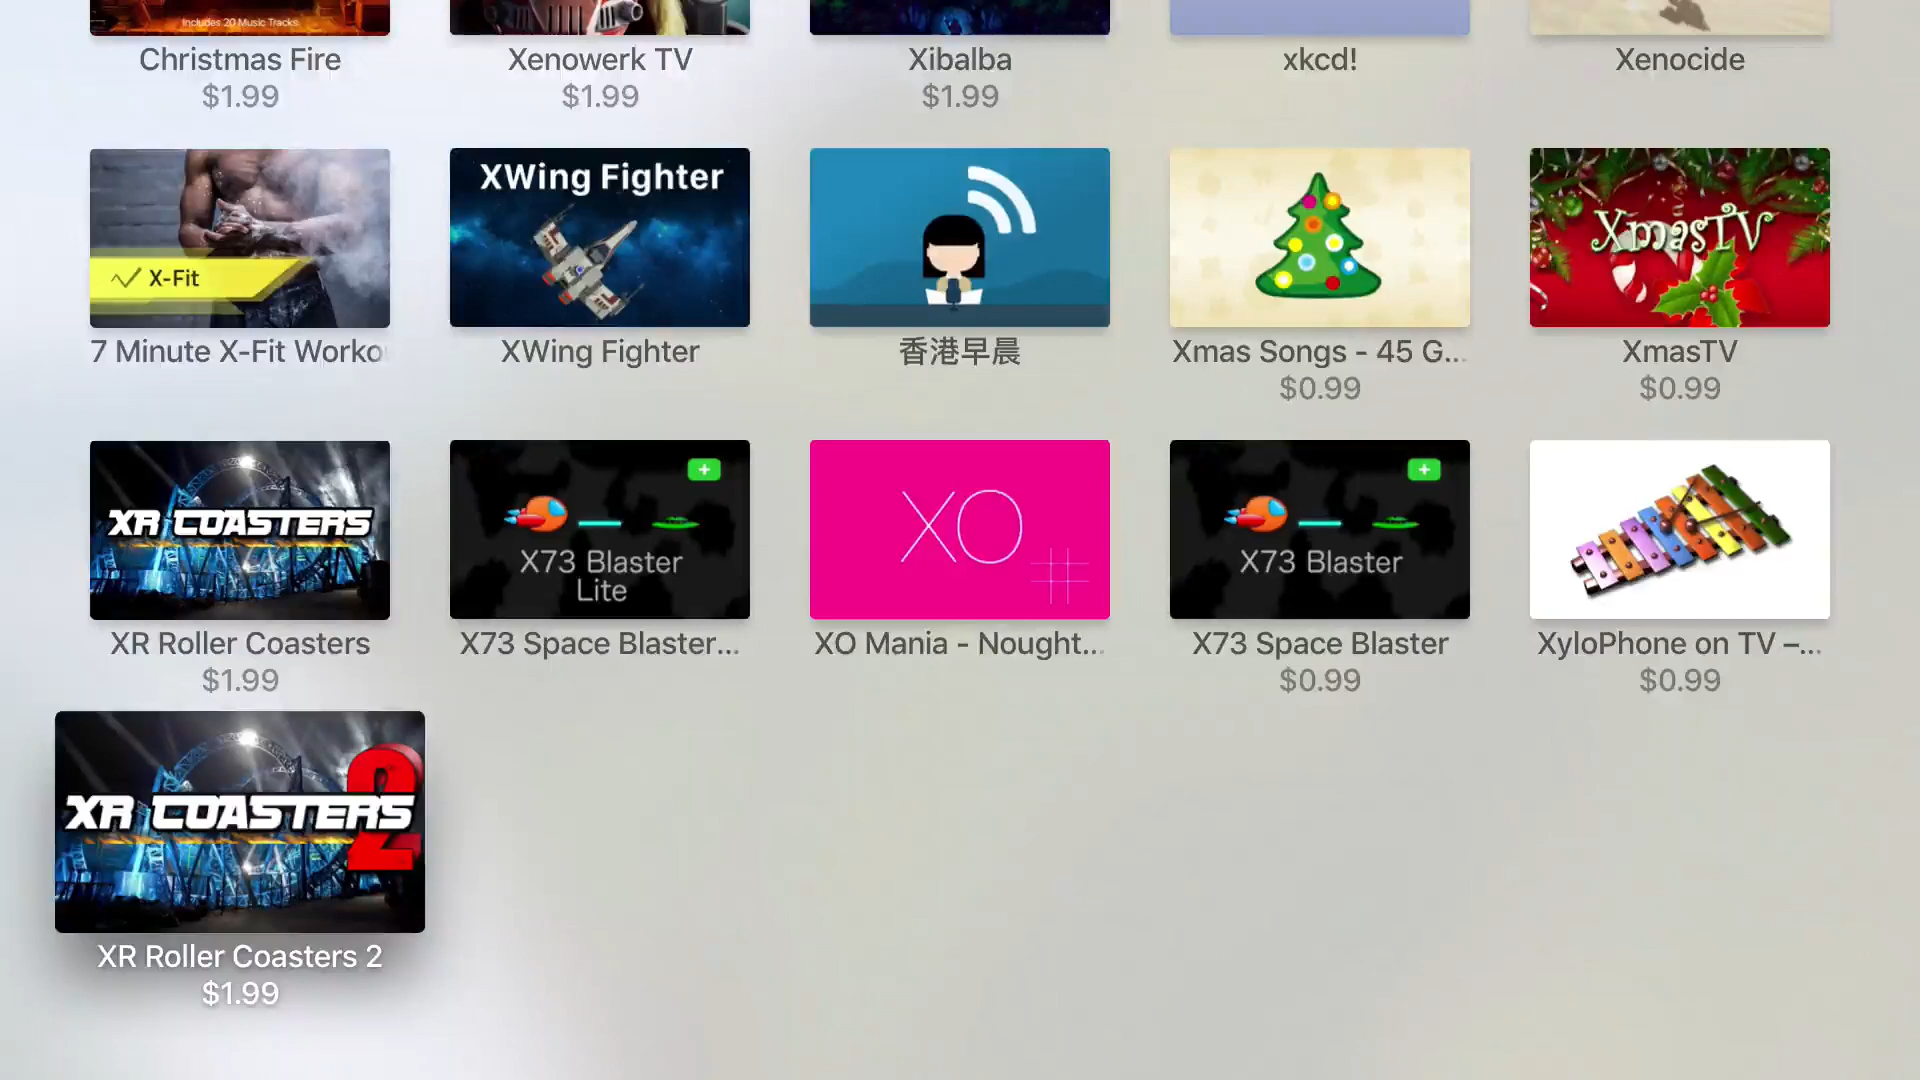 Includes 20 Music Tracks
Christmas Fire
$1.99
Xenowerk TV
$1.99
Xibalba
$1.99
xkcd!
Xenocide
X-Fit
7 Minute X-Fit Worko
XWing Fighter
XWing Fighter
香港早晨
Xmas Songs - 45 G...
$0.99
XmasTV
XmasTV
$0.99
XR COASTERS
XR Roller Coasters
$1.99
X73 Blaster
Lite
X73 Space Blaster...
XO
XO Mania - Nought...
X73 Blaster
X73 Space Blaster
$0.99
XyloPhone on TV –...
$0.99
XR COASTERS 2
XR Roller Coasters 2
$1.99